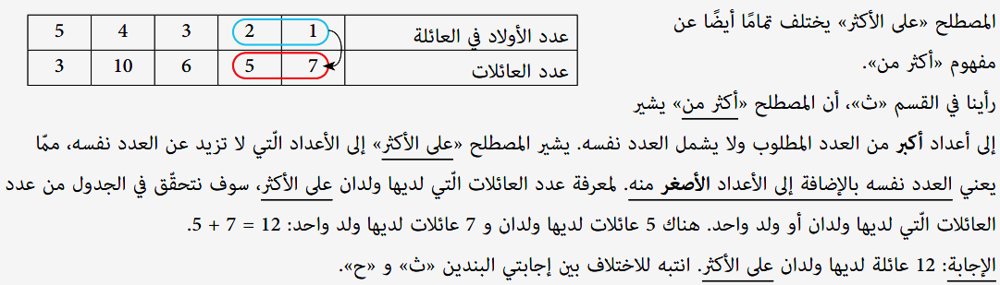 المصطلح «على الأكثر» يختلف تمامًا أيضًا عن
مفهوم «أكثر من».
رأينا في القسم «ث»، أن المصطلح «أكثر من» يشير
عدد الأولاد في العائلة 1 2 3 4 5
عدد العائلات 7 5 6 10 3
إلى أعداد أكبر من العدد المطلوب ولا يشمل العدد نفسه. يشير المصطلح «على الأكثر» إلى الأعداد الّتي لا تزيد عن العدد نفسه، ممّا
يعني العدد نفسه بالإضافة إلى الأعداد الأصغر منه. لمعرفة عدد العائلات الّتي لديها ولدان على الأكثر، سوف نتحقّق في الجدول من عدد
العائلات الّتي لديها ولدان أو ولد واحد. هناك 5 عائلات لديها ولدان و 7 عائلات لديها ولد واحد: 12 = 7 + 5.
الإجابة: 12 عائلة لديها ولدان على الأكثر. انتبه للاختلاف بين إجابتي البندين «ث» و «ح».